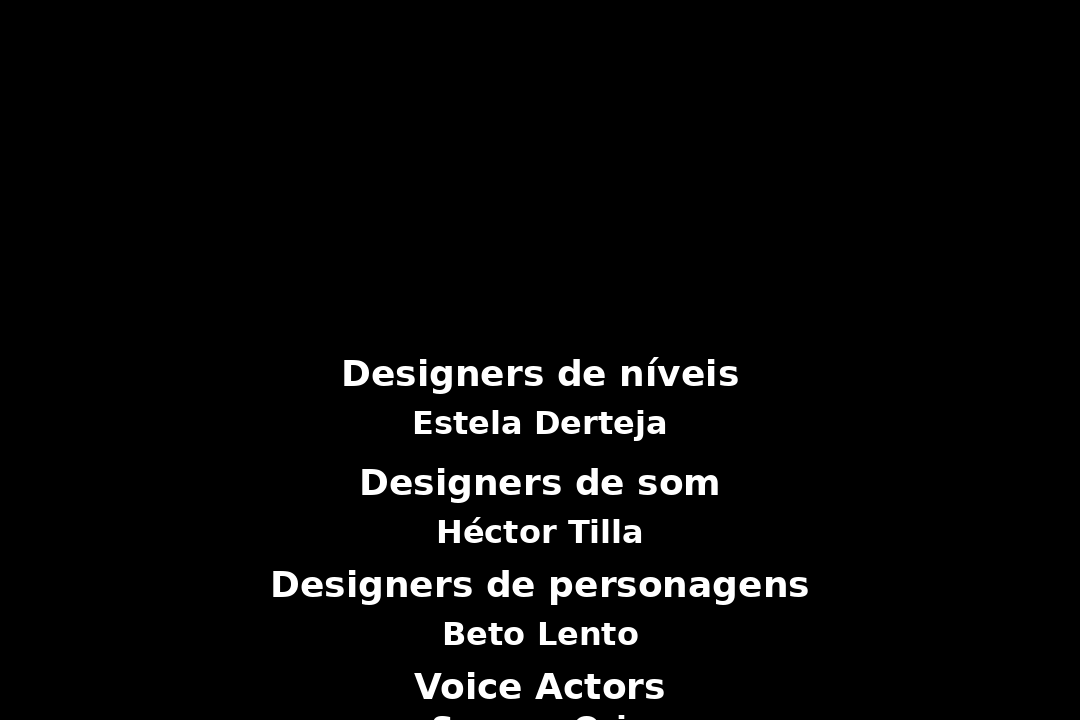 Designers de níveis
Estela Derteja
Designers de som
Héctor Tilla
Designers de personagens
Beto Lento
Voice Actors